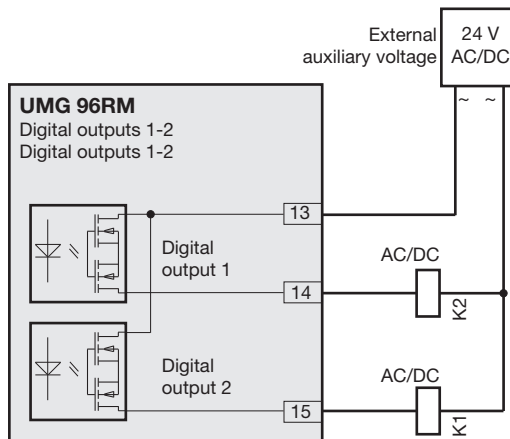 External
auxiliary voltage
24 V
AC/DC
~ ~
UMG 96RM
Digital outputs 1-2
Digital outputs 1-2
13
Digital
output 1
AC/DC
14
K2
Digital
output 2
AC/DC
15
K1